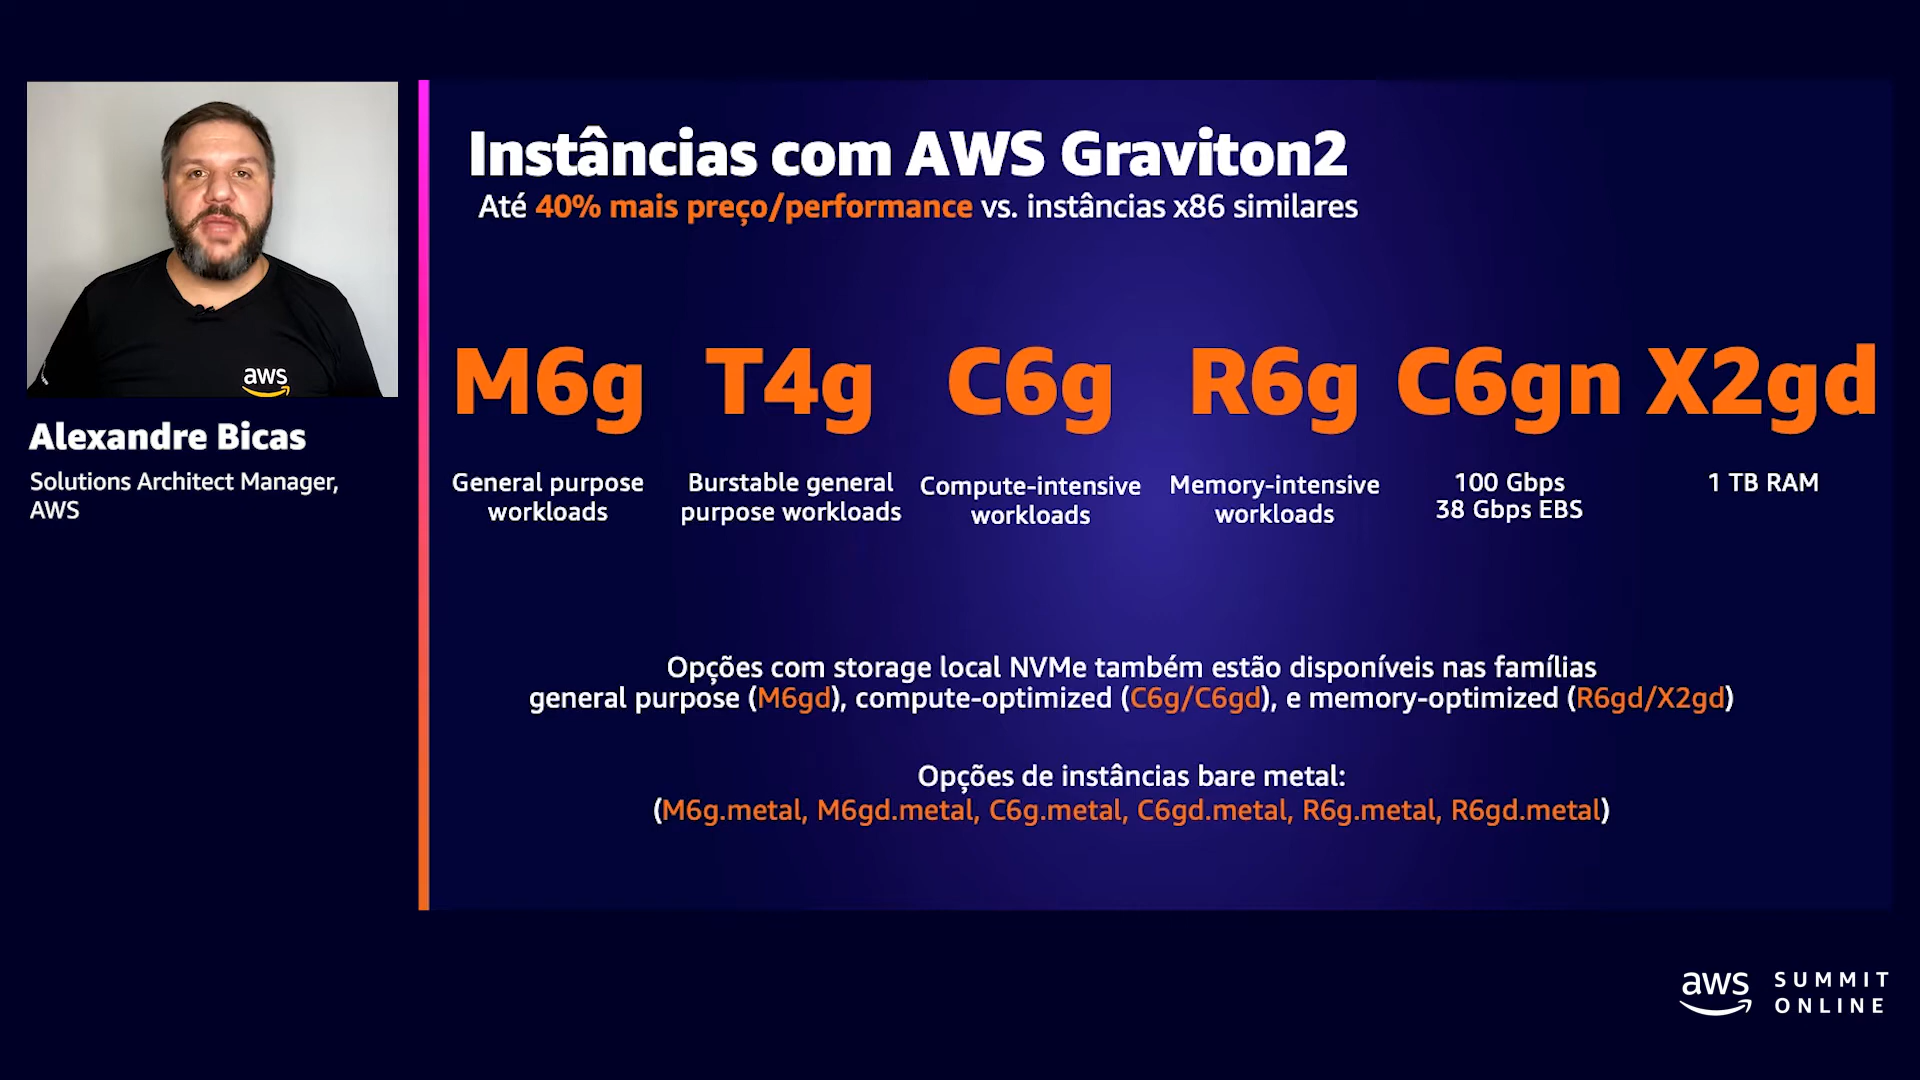 aws
Alexandre Bicas
Solutions Architect Manager,
AWS
Instâncias com AWS Graviton2
Até 40% mais preço/performance vs. instâncias x86 similares
M6g T4g C6g R6g C6gn X2gd
General purpose
workloads
Burstable general
purpose workloads
Compute-intensive
workloads
Memory-intensive
workloads
100 Gbps
38 Gbps EBS
1 TB RAM
Opções com storage local NVMe também estão disponíveis nas famílias
general purpose (M6gd), compute-optimized (C6g/C6gd), e memory-optimized (R6gd/X2gd)
Opções de instâncias bare metal:
(M6g.metal, M6gd.metal, C6g.metal, C6gd.metal, R6g.metal, R6gd.metal)
aws SUMMIT
ONLINE